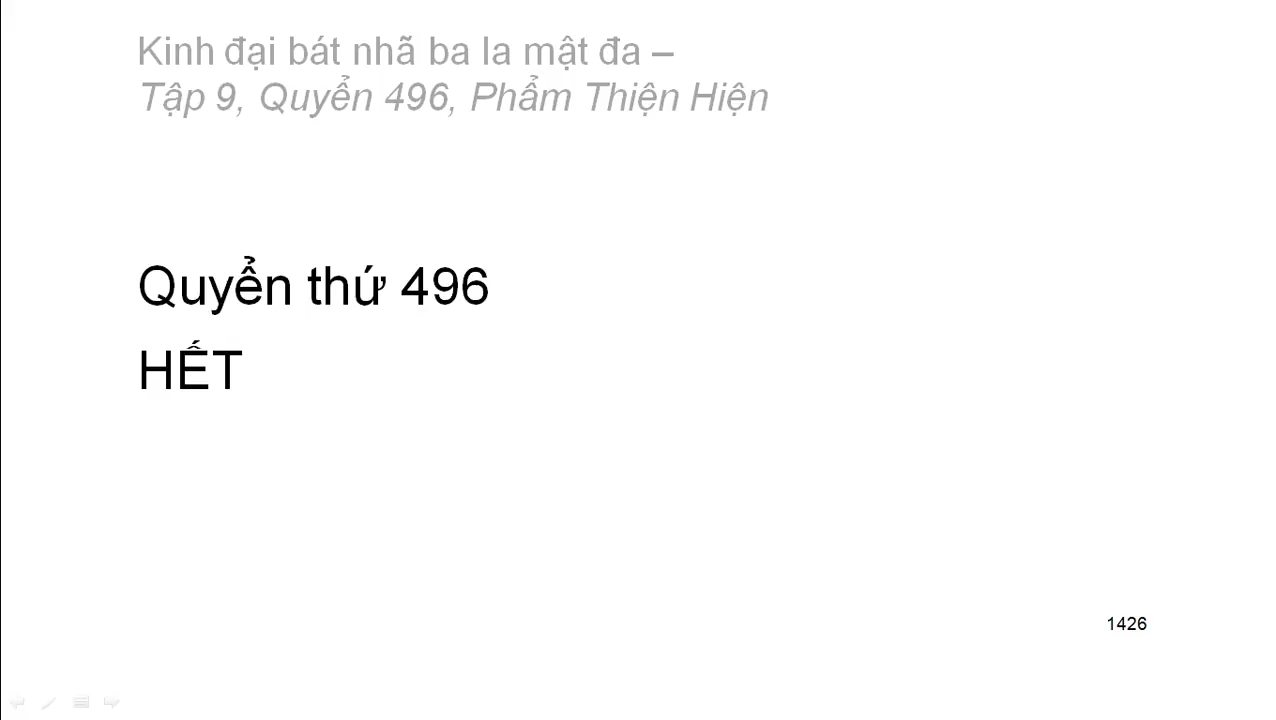 Kinh đại bát nhã ba la mật đa –
Tập 9, Quyển 496, Phẩm Thiện Hiện
Quyển thứ 496
HẾT
1426